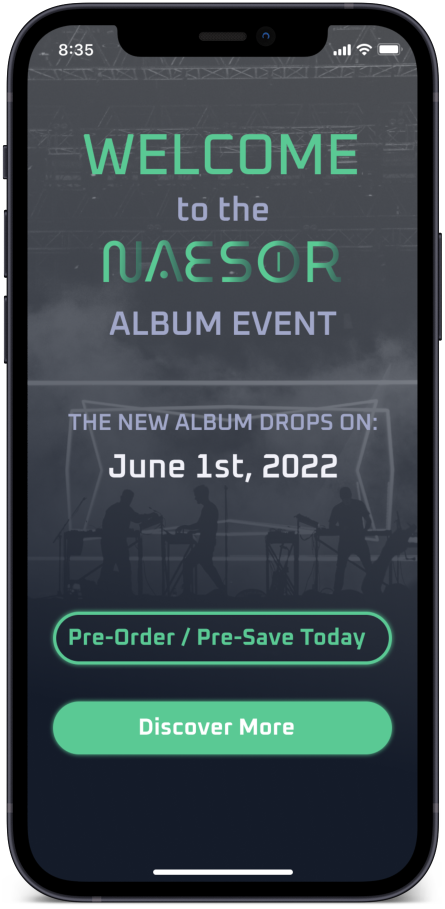 8:35
WELCOME
to the
NAESOR
ALBUM EVENT
THE NEW ALBUM DROPS ON:
June 1st, 2022
Pre-Order / Pre-Save Today
Discover More